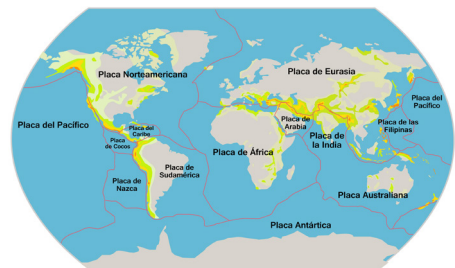 Placa Norteamericana
Placa de Eurasia
Placa del
Pacífico
Placa del Pacífico
Placa del
Caribe
Placa
de Cocos
Placa de
Arabia
Placa de las
Filipinas
Placa de
la India
Placa de África
Placa de
Sudamérica
Placa de
Nazca
Placa Australiana
Placa Antártica